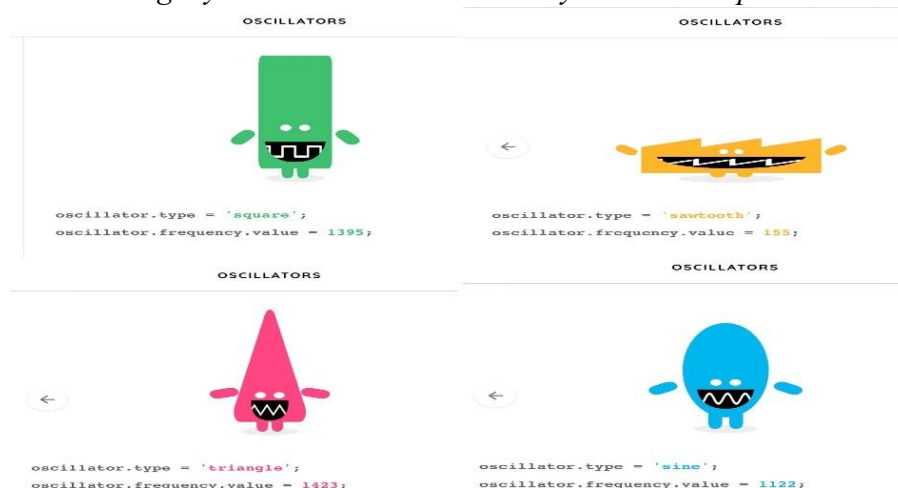 OSCILLATORS
oscillator.type = 'square';
oscillator.frequency.value = 1395;
OSCILLATORS
oscillator.type = 'sawtooth';
oscillator.frequency.value = 155;
OSCILLATORS
oscillator.type = 'triangle';
oscillator.frequency.value = 1423;
OSCILLATORS
oscillator.type = 'sine';
oscillator.frequency.value = 1122;